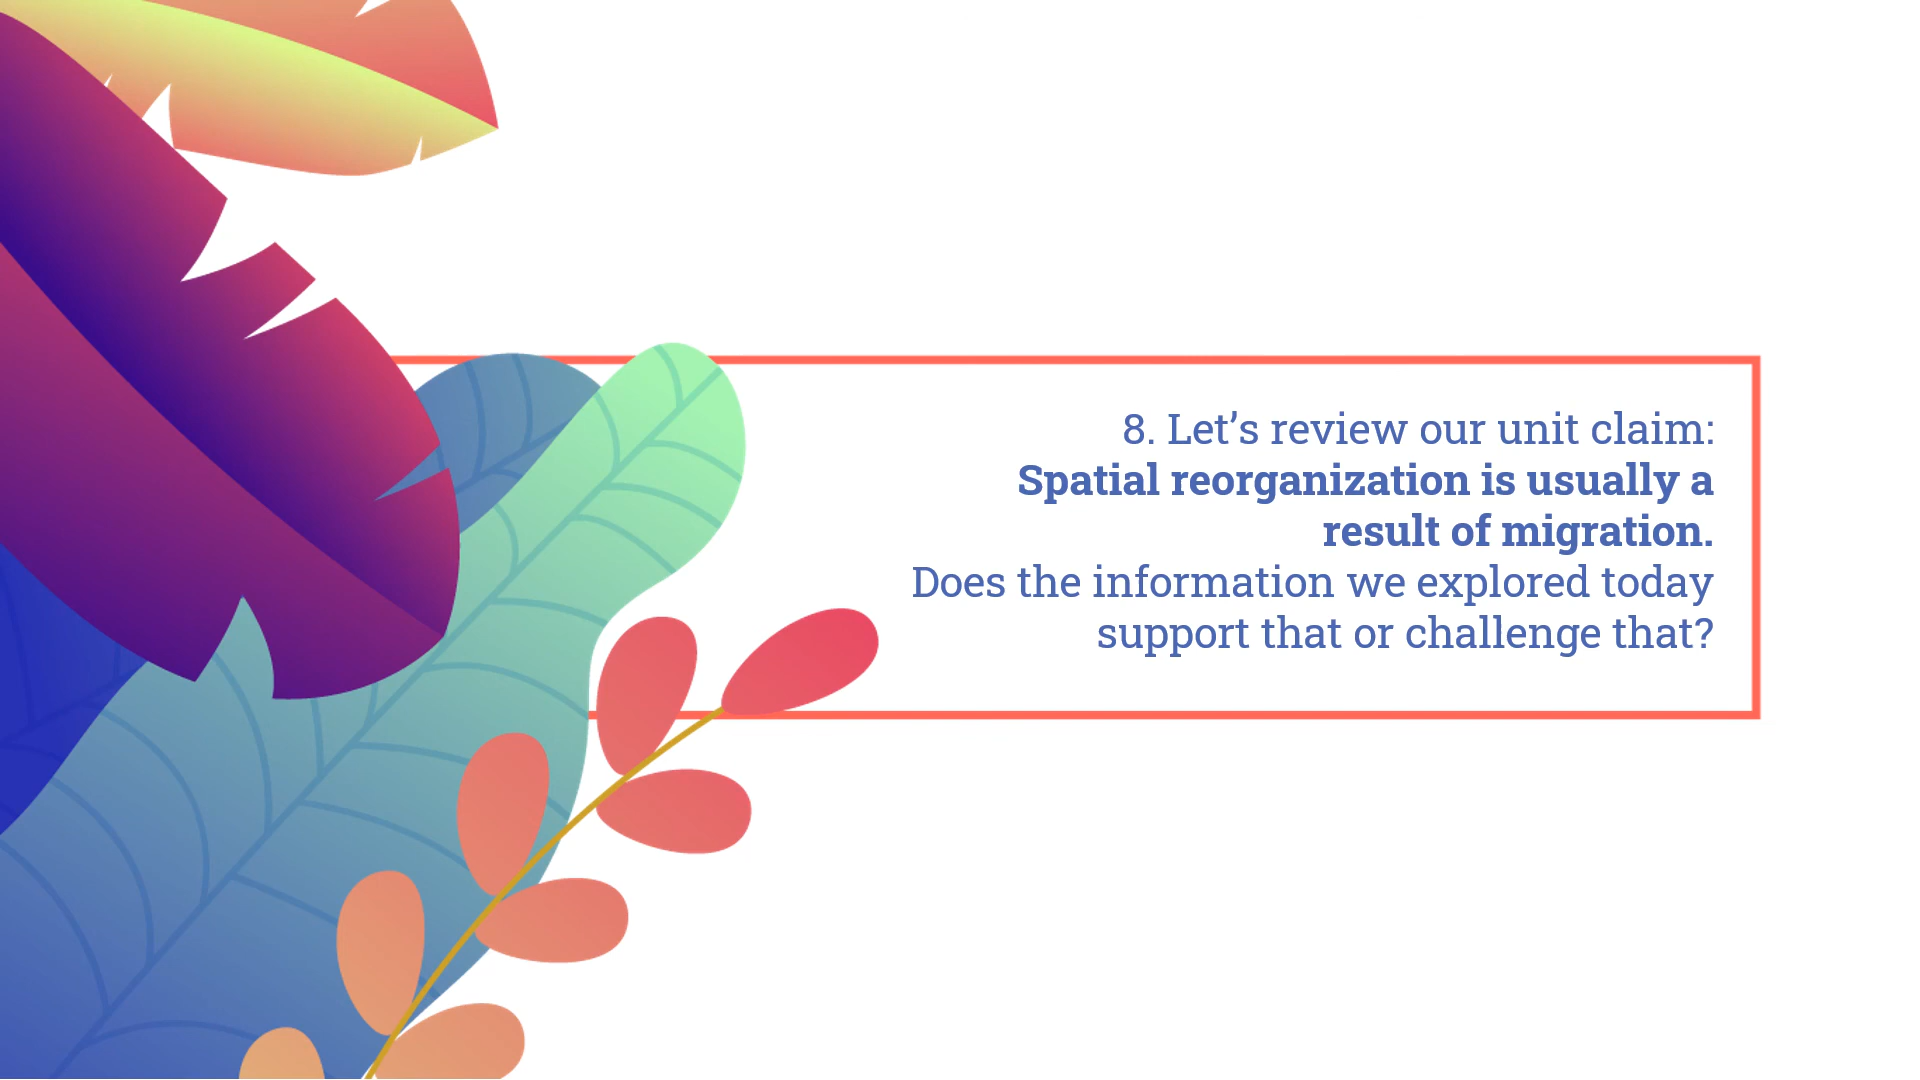 8. Let’s review our unit claim:
Spatial reorganization is usually a
result of migration.
Does the information we explored today
support that or challenge that?